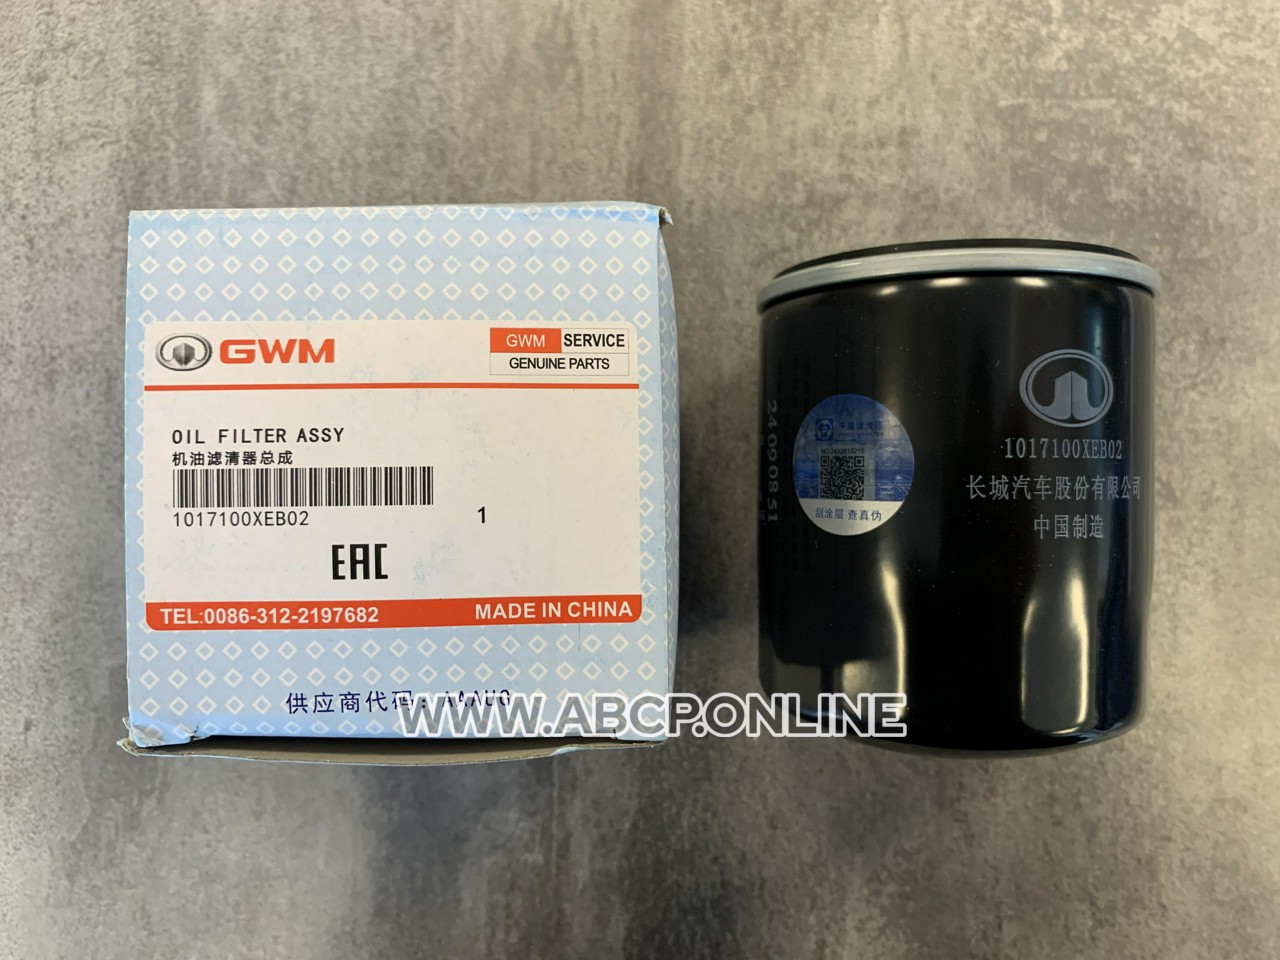 GWM
GWM SERVICE
GENUINE PARTS
OIL FILTER ASSY
机油滤清器总成
1017100XEB02
1
EAC
TEL:0086-312-2197682
MADE IN CHINA
供应商代码：
WWW.ABCP.ONLINE
24090851
刮涂层 查真伪
1017100XEB02
长城汽车股份有限公司
中国制造